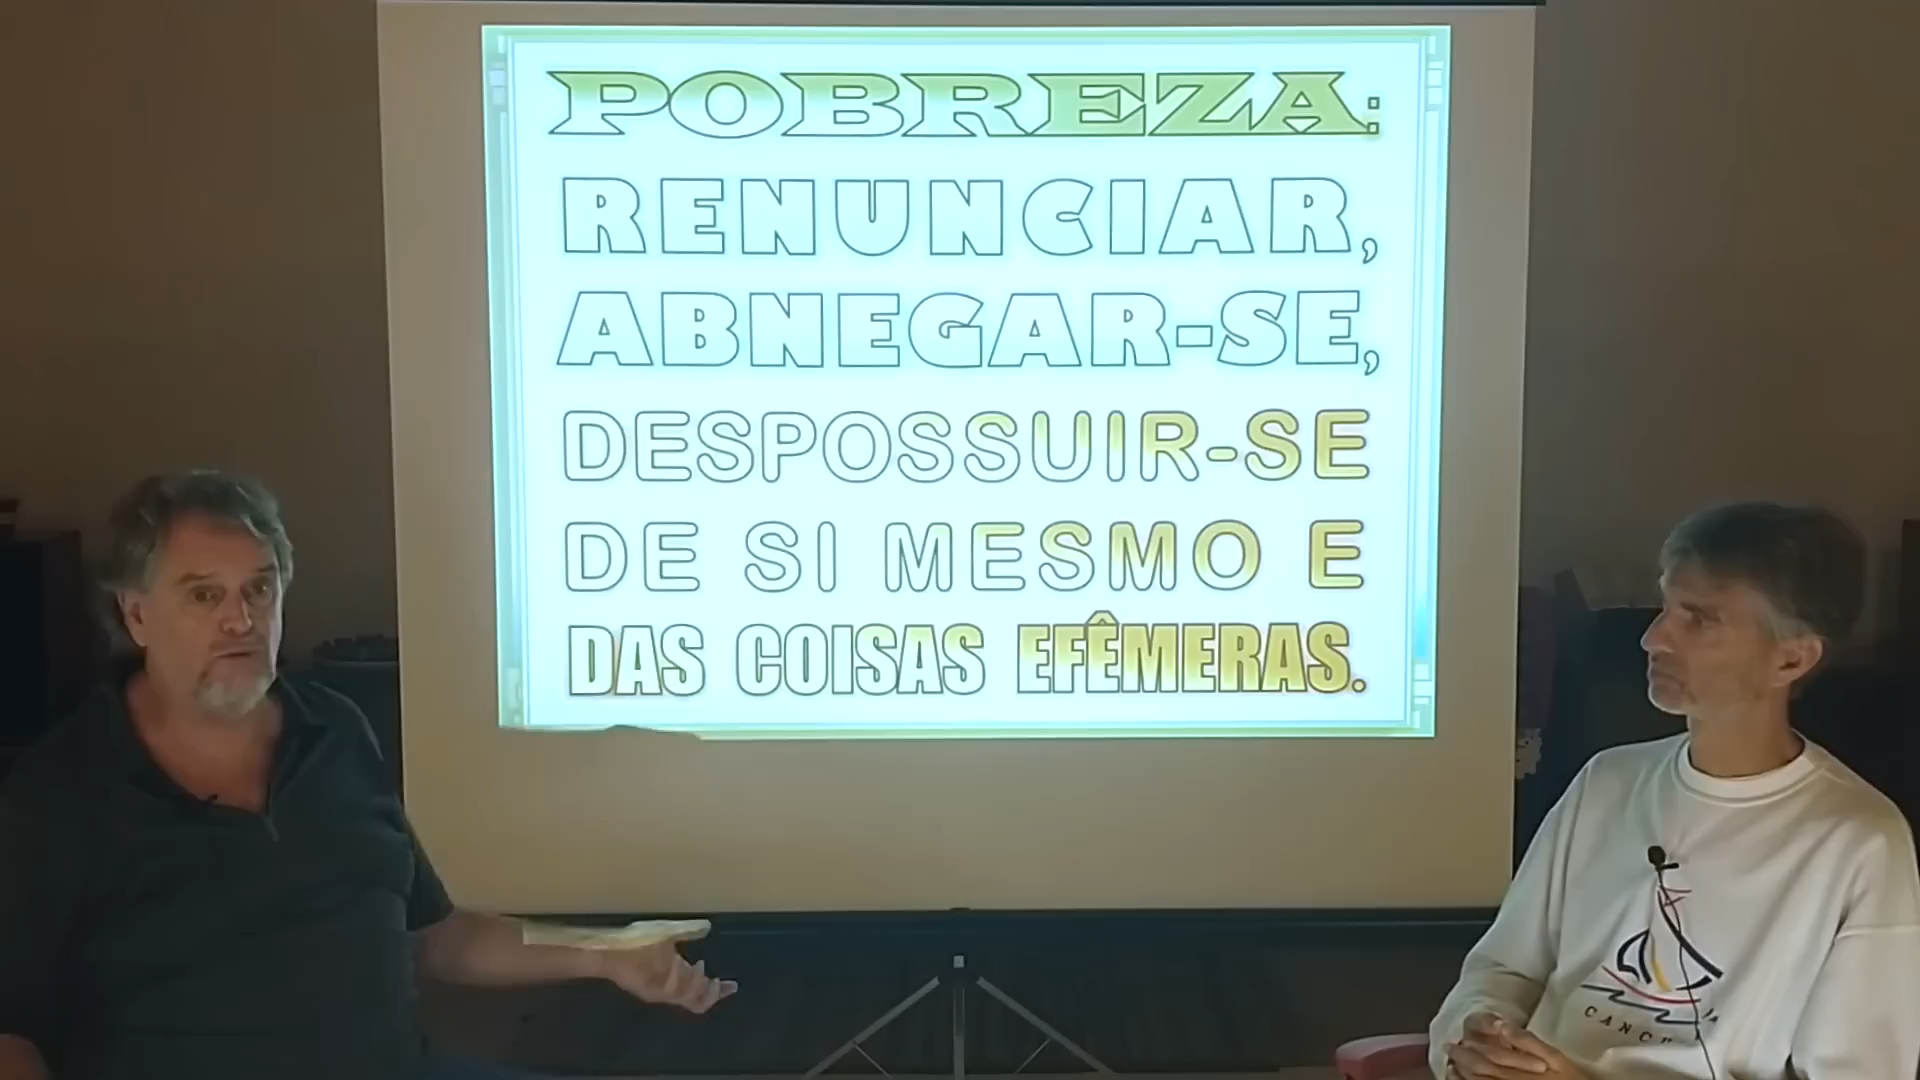 POBREZA:
RENUNCIAR,
ABNEGAR-SE,
DESPOSSUIR-SE
DE SI MESMO E
DAS COISAS EFÊMERAS.